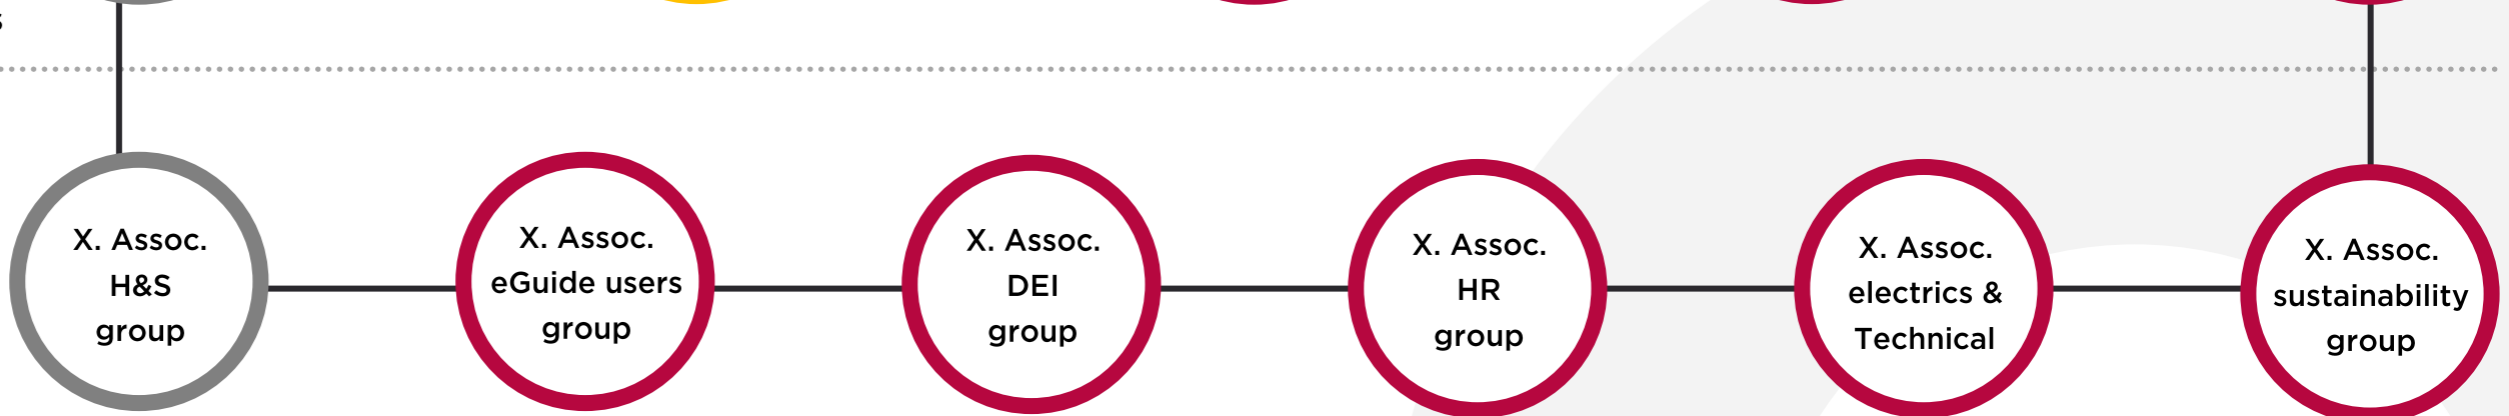 X. Assoc.
H&S
group
X. Assoc.
eGuide users
group
X. Assoc.
DEI
group
X. Assoc.
HR
group
X. Assoc.
electrics &
Technical
X. Assoc.
sustainability
group